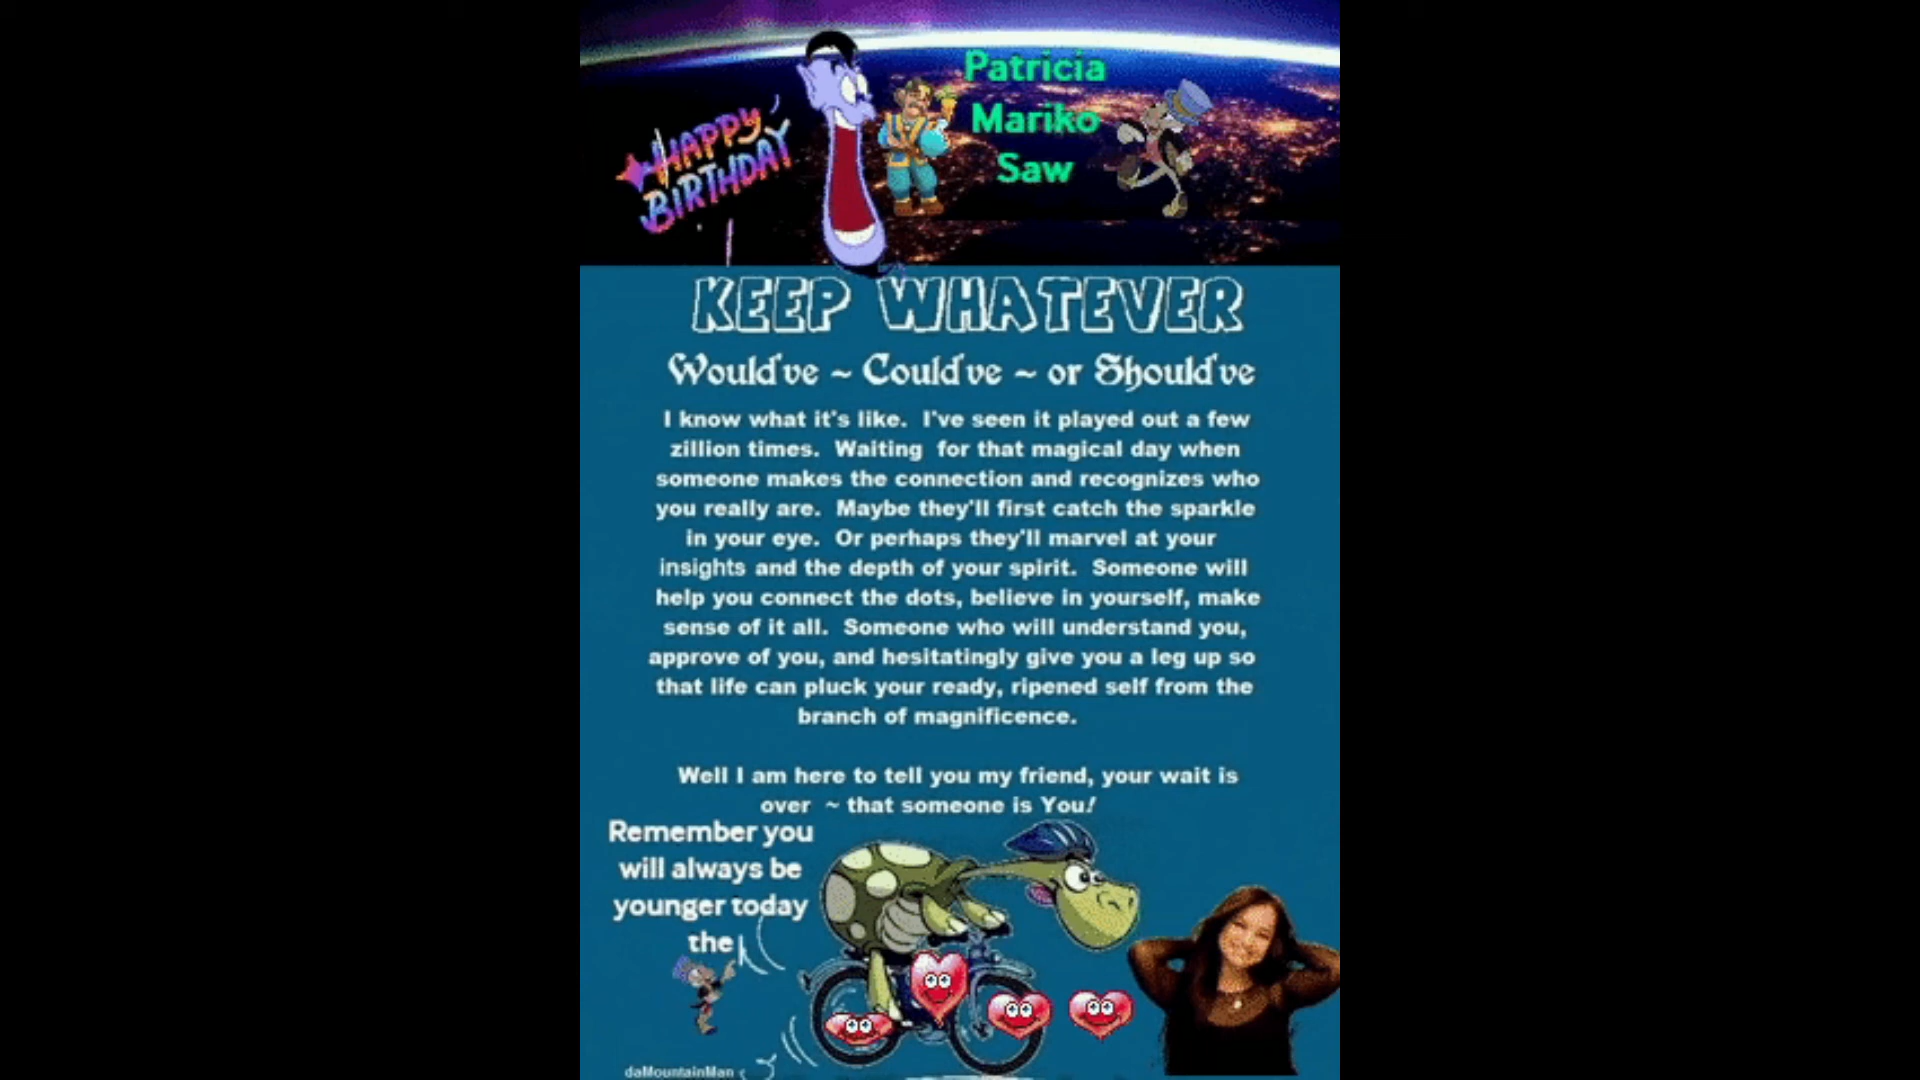 HAPPY
BIRTHDAY
Patricia
Mariko
Saw
KEEP WHATEVER
Would've ~ Could've ~ or Should've
I know what it's like. I've seen it played out a few
zillion times. Waiting for that magical day when
someone makes the connection and recognizes who
you really are. Maybe they'll first catch the sparkle
in your eye. Or perhaps they'll marvel at your
insights and the depth of your spirit. Someone will
help you connect the dots, believe in yourself, make
sense of it all. Someone who will understand you,
approve of you, and hesitatingly give you a leg up so
that life can pluck your ready, ripened self from the
branch of magnificence.
Well I am here to tell you my friend, your wait is
over ~ that someone is You!
Remember you
will always be
younger today
the
daMountainMan